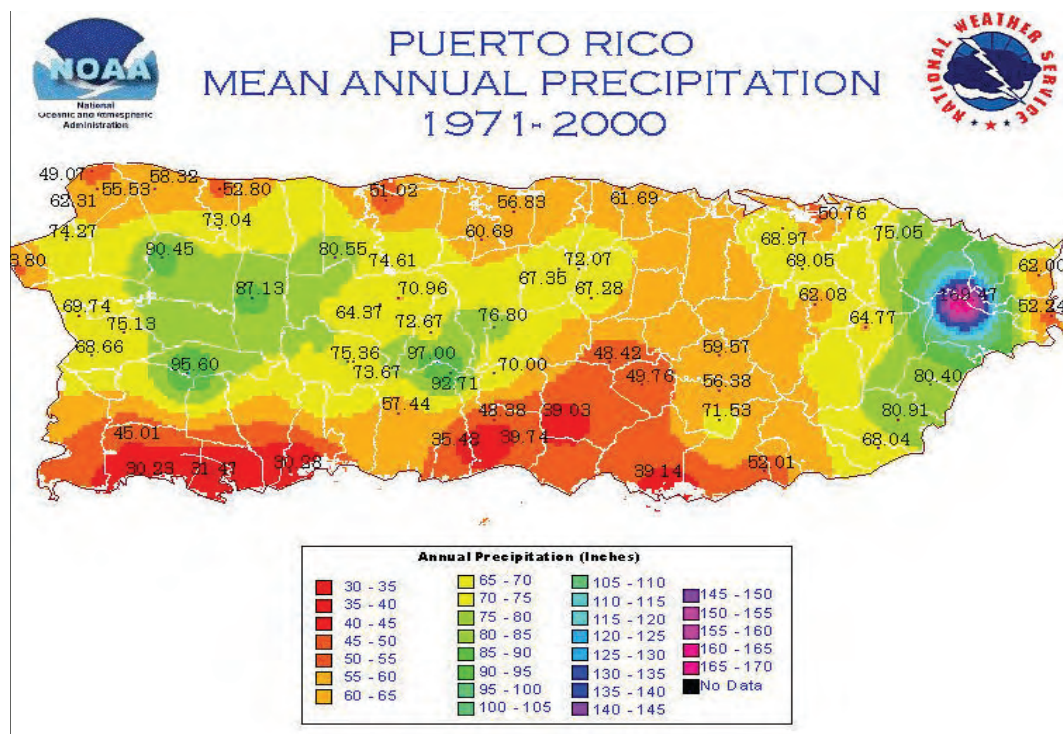 NOAA
National
Oceanic and Atmospheric
Administration
PUERTO RICO
MEAN ANNUAL PRECIPITATION
1971-2000
NATIONAL WEATHER SERVICE
49.07
58.32
55.53
52.80
51.02
62.31
56.83
61.69
50.76
73.04
74.27
60.69
68.97
75.05
90.45
80.55
74.61
72.07
69.05
62.00
67.35
87.13
70.96
67.28
62.08
52.24
69.74
64.37
75.13
72.67
76.80
64.77
68.66
75.36
97.00
48.42
59.57
95.60
73.67
92.71
70.00
49.76
56.38
80.40
57.44
48.38
39.03
71.53
80.91
45.01
35.43
39.74
68.04
30.23
39.14
52.01
Annual Precipitation (Inches)
30 - 35
35 - 40
40 - 45
45 - 50
50 - 55
55 - 60
60 - 65
65 - 70
70 - 75
75 - 80
80 - 85
85 - 90
90 - 95
95 - 100
100 - 105
105 - 110
110 - 115
115 - 120
120 - 125
125 - 130
130 - 135
135 - 140
140 - 145
145 - 150
150 - 155
155 - 160
160 - 165
165 - 170
No Data